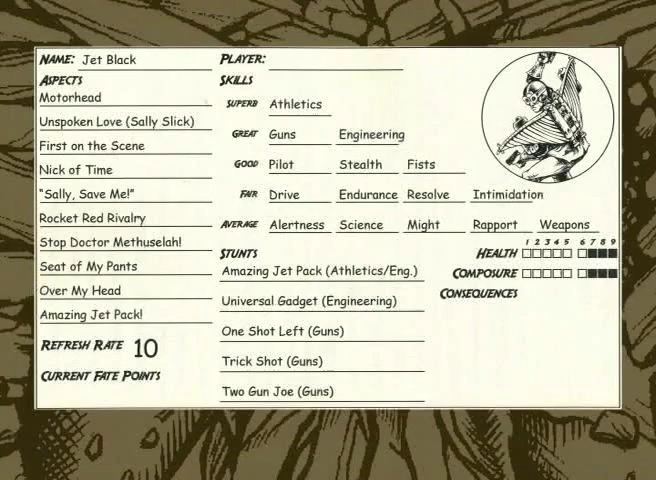 NAME: Jet Black PLAYER:
ASPECTS SKILLS
Motorhead SUPERB Athletics
Unspoken Love (Sally Slick)
First on the Scene GREAT Guns Engineering
Nick of Time GOOD Pilot Stealth Fists
"Sally, Save Me!" FAIR Drive Endurance Resolve Intimidation
Rocket Red Rivalry AVERAGE Alertness Science Might Rapport Weapons
Stop Doctor Methuselah! 1 2 3 4 5 6 7 8 9
STUNTS HEALTH
Seat of My Pants Amazing Jet Pack (Athletics/Eng.) COMPOSURE
Over My Head Universal Gadget (Engineering) CONSEQUENCES
Amazing Jet Pack! One Shot Left (Guns)
REFRESH RATE 10 Trick Shot (Guns)
CURRENT FATE POINTS Two Gun Joe (Guns)